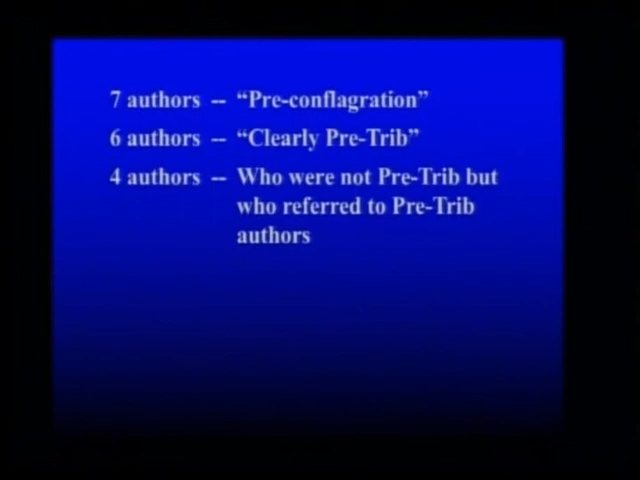 7 authors -- “Pre-conflagration”
6 authors -- “Clearly Pre-Trib”
4 authors -- Who were not Pre-Trib but
who referred to Pre-Trib
authors